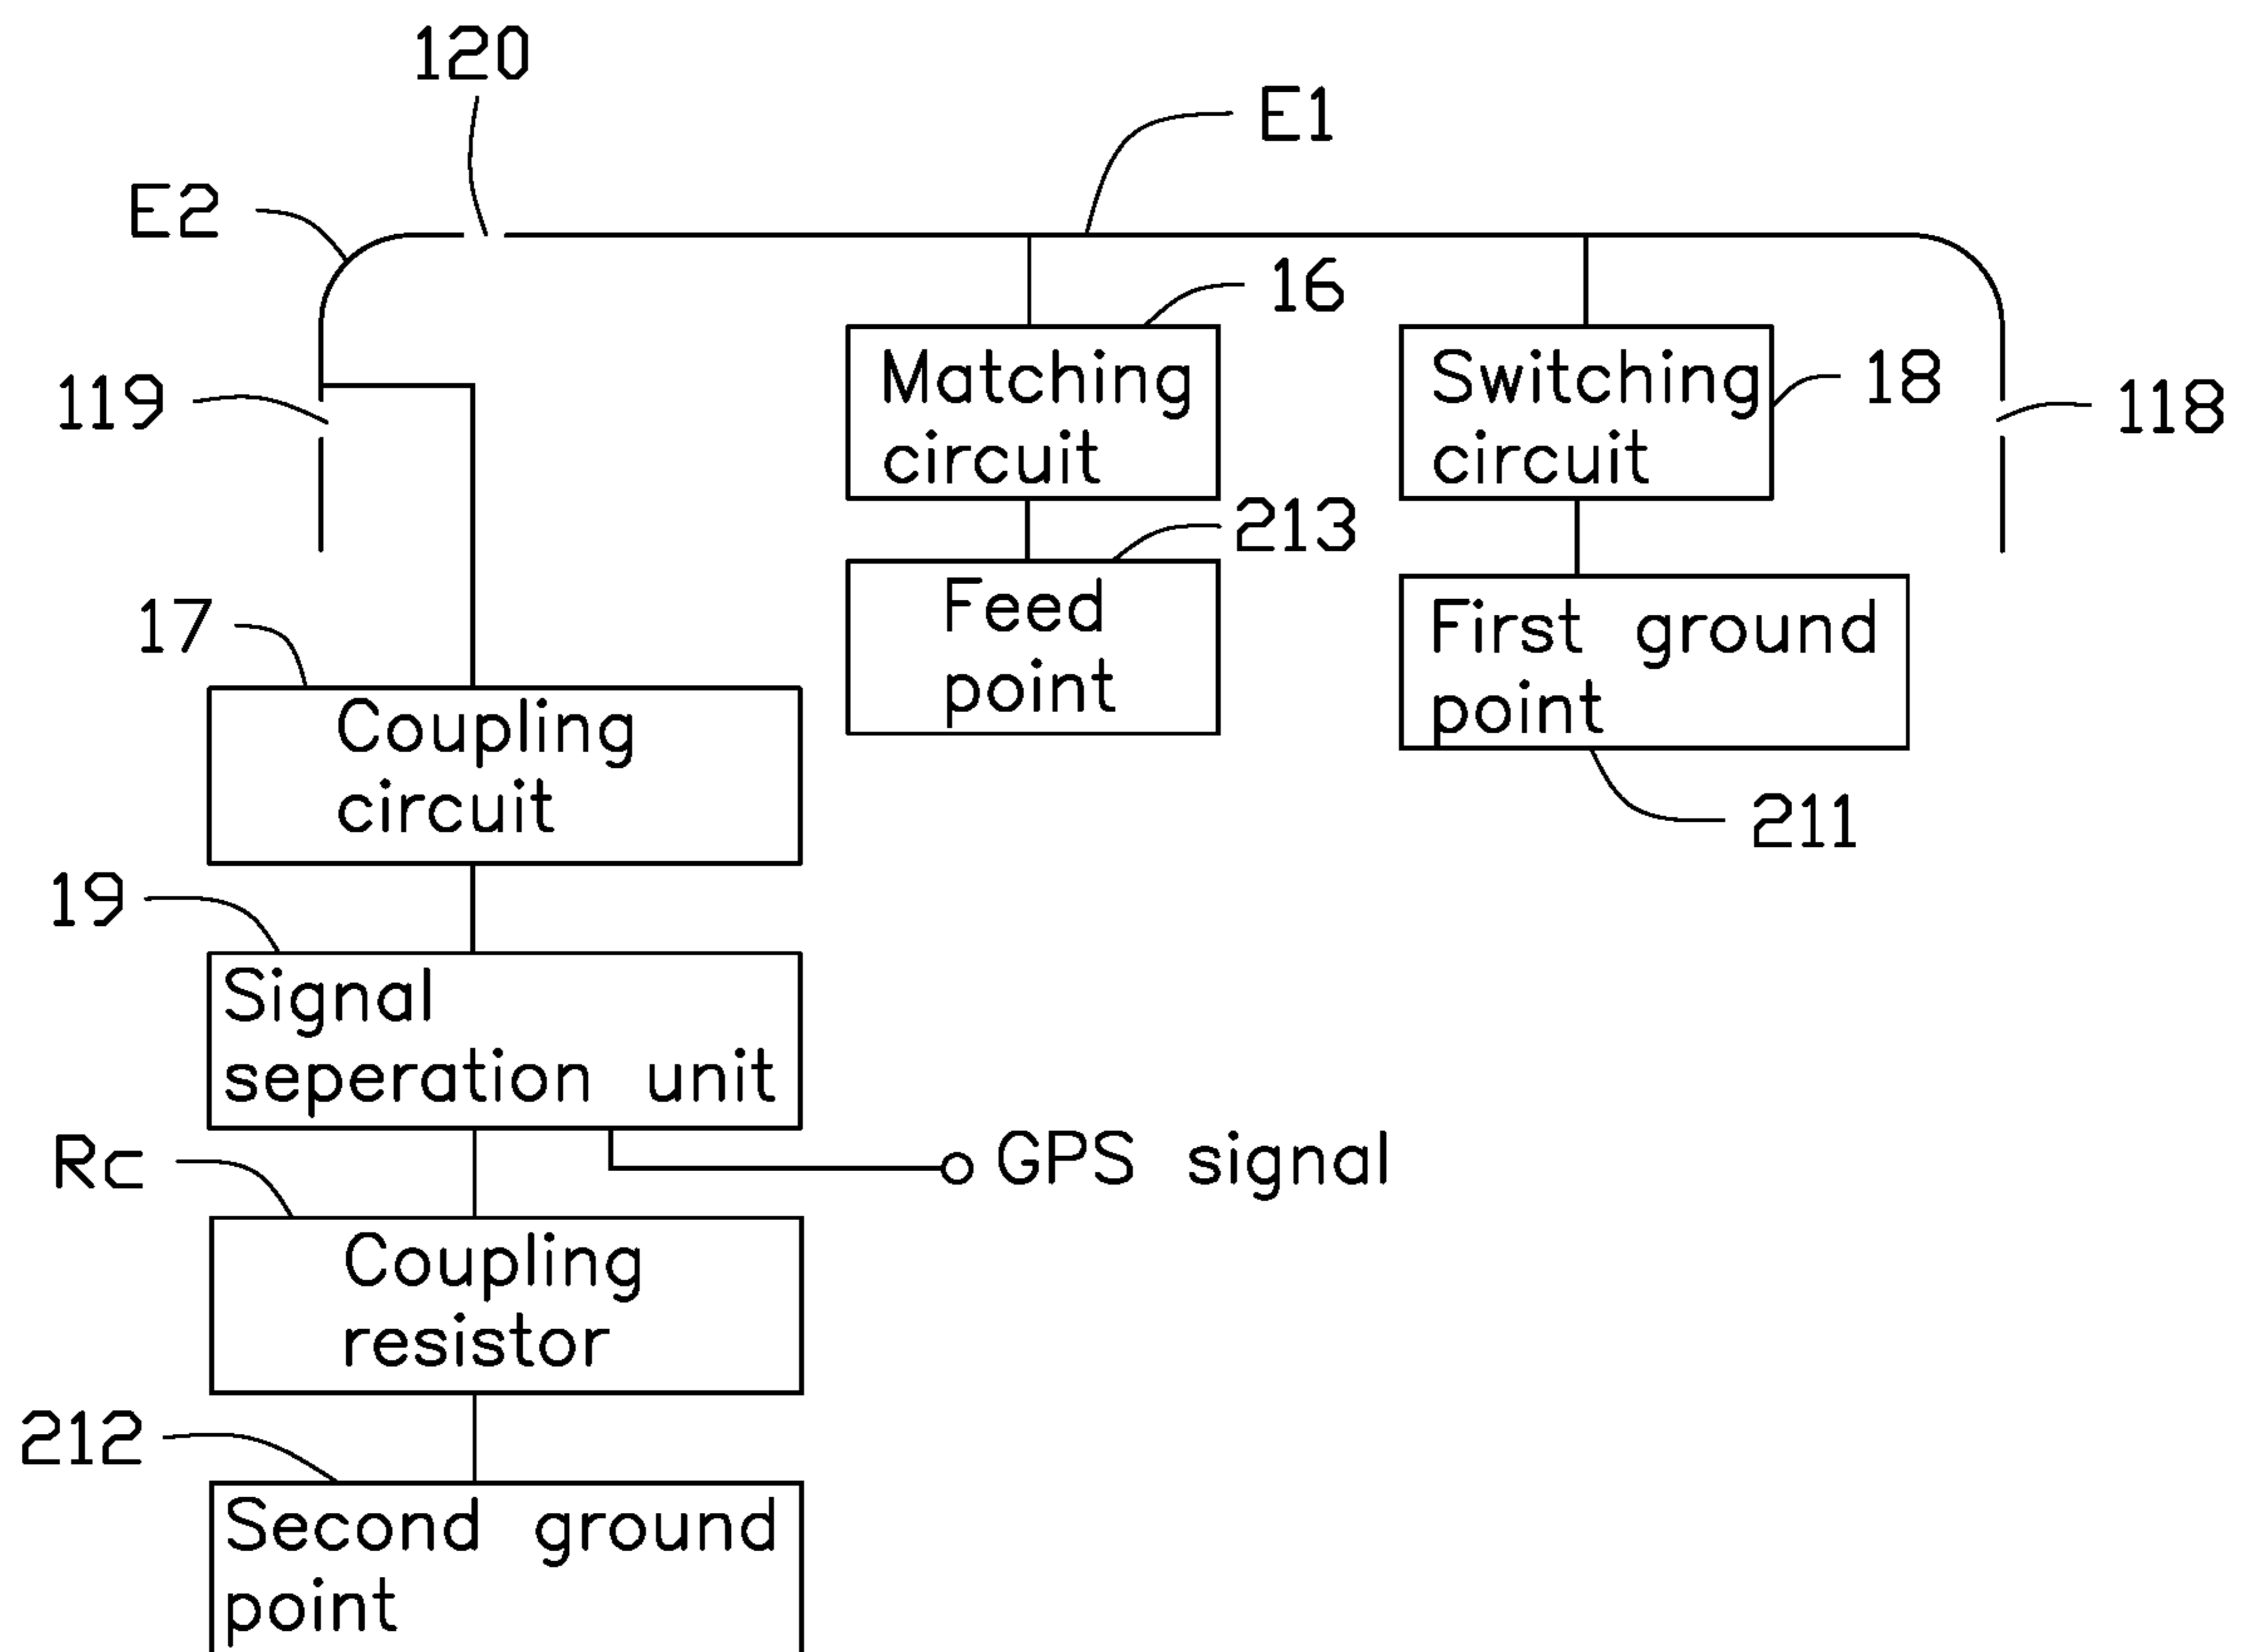 120
E1
E2
16
Matching
circuit
Switching
circuit
18
119
118
213
Feed
point
First ground
point
17
Coupling
circuit
211
19
Signal
seperation unit
Rc
GPS signal
Coupling
resistor
212
Second ground
point